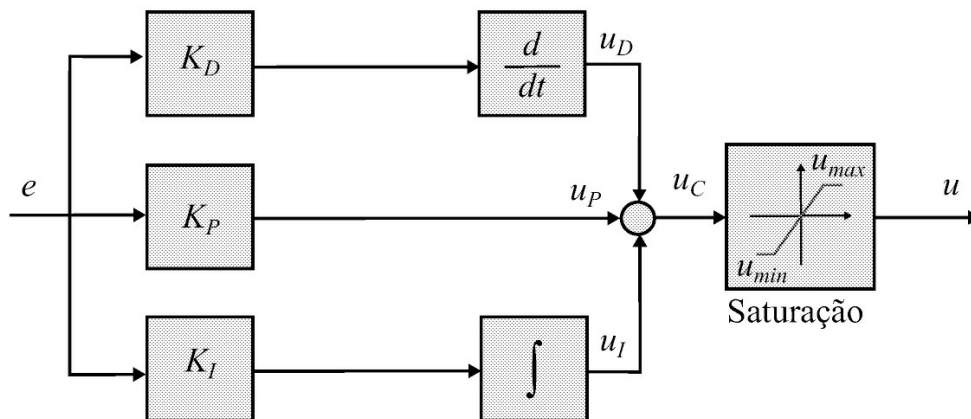 K_D
d
dt
u_D
e
K_P
u_P
u_C
u_max
u_min
u
Saturação
K_I
∫
u_I